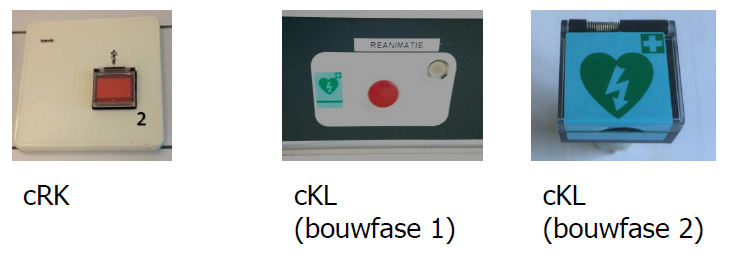 REANIMATIE
2
cRK
cKL
(bouwfase 1)
cKL
(bouwfase 2)